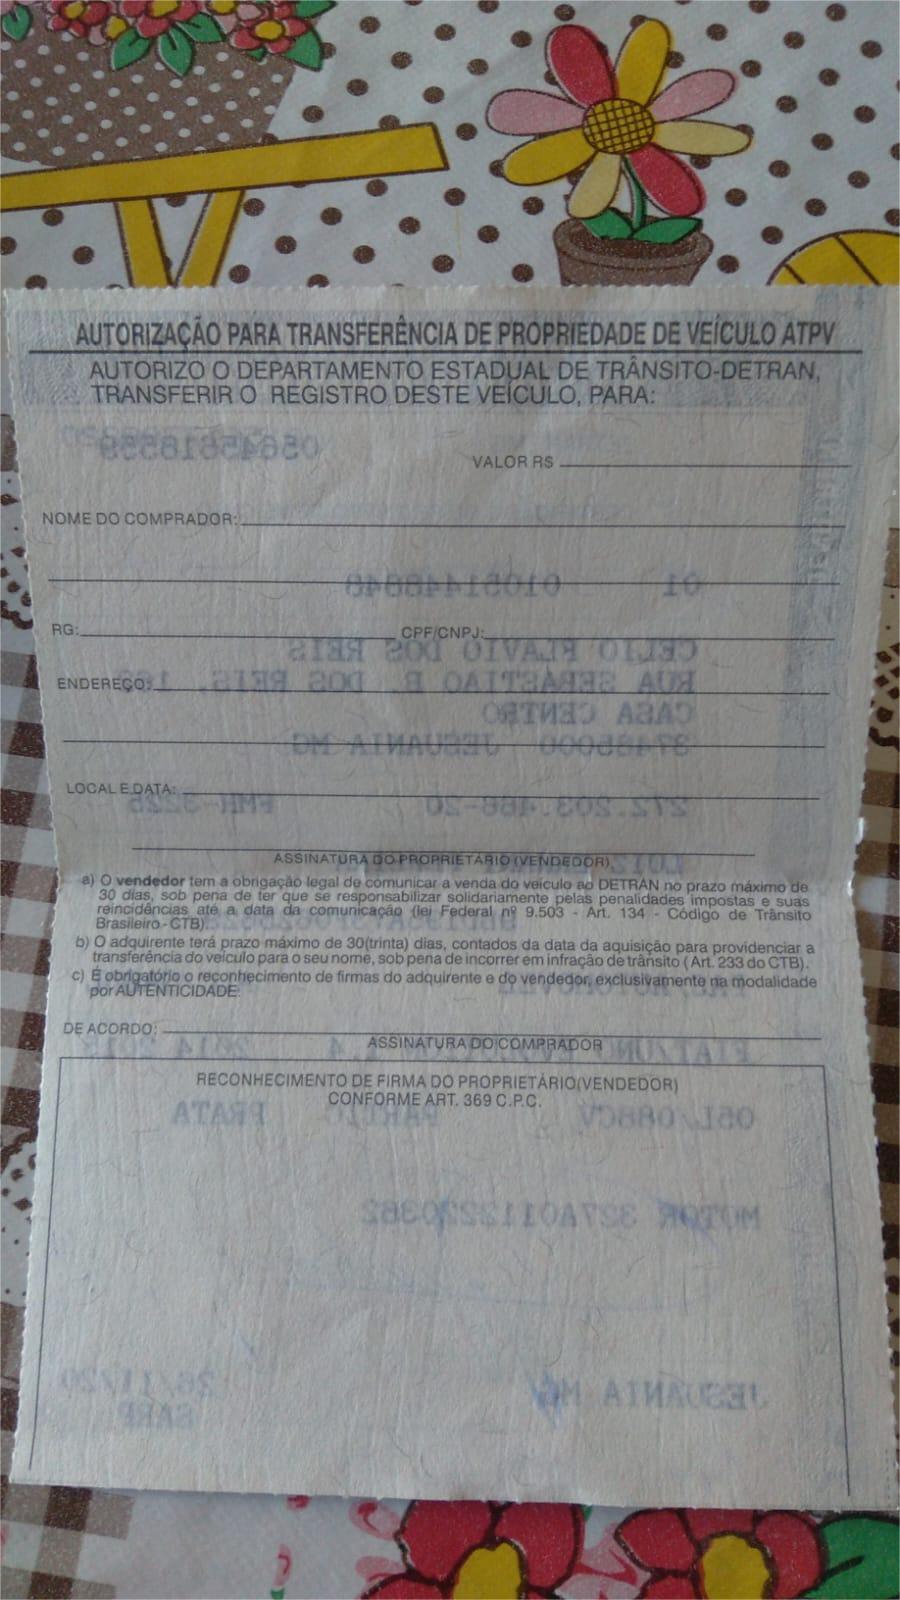 AUTORIZAÇÃO PARA TRANSFERÊNCIA DE PROPRIEDADE DE VEÍCULO ATPV
AUTORIZO O DEPARTAMENTO ESTADUAL DE TRÂNSITO-DETRAN,
TRANSFERIR O REGISTRO DESTE VEÍCULO, PARA:
VALOR R$
NOME DO COMPRADOR:
RG: CPF/CNPJ:
ENDEREÇO:
LOCAL E DATA:
ASSINATURA DO PROPRIETÁRIO (VENDEDOR)
a) O vendedor tem a obrigação legal de comunicar a venda do veículo ao DETRAN no prazo máximo de
30 dias, sob pena de ter que se responsabilizar solidariamente pelas penalidades impostas e suas
reincidências até a data da comunicação (lei Federal nº 9.503 - Art. 134 - Código de Trânsito
Brasileiro - CTB).
b) O adquirente terá prazo máximo de 30(trinta) dias, contados da data da aquisição para providenciar a
transferência do veículo para o seu nome, sob pena de incorrer em infração de trânsito ( Art. 233 do CTB).
c) É obrigatório o reconhecimento de firmas do adquirente e do vendedor, exclusivamente na modalidade
por AUTENTICIDADE.
DE ACORDO:
ASSINATURA DO COMPRADOR
RECONHECIMENTO DE FIRMA DO PROPRIETÁRIO(VENDEDOR)
CONFORME ART. 369 C.P.C.